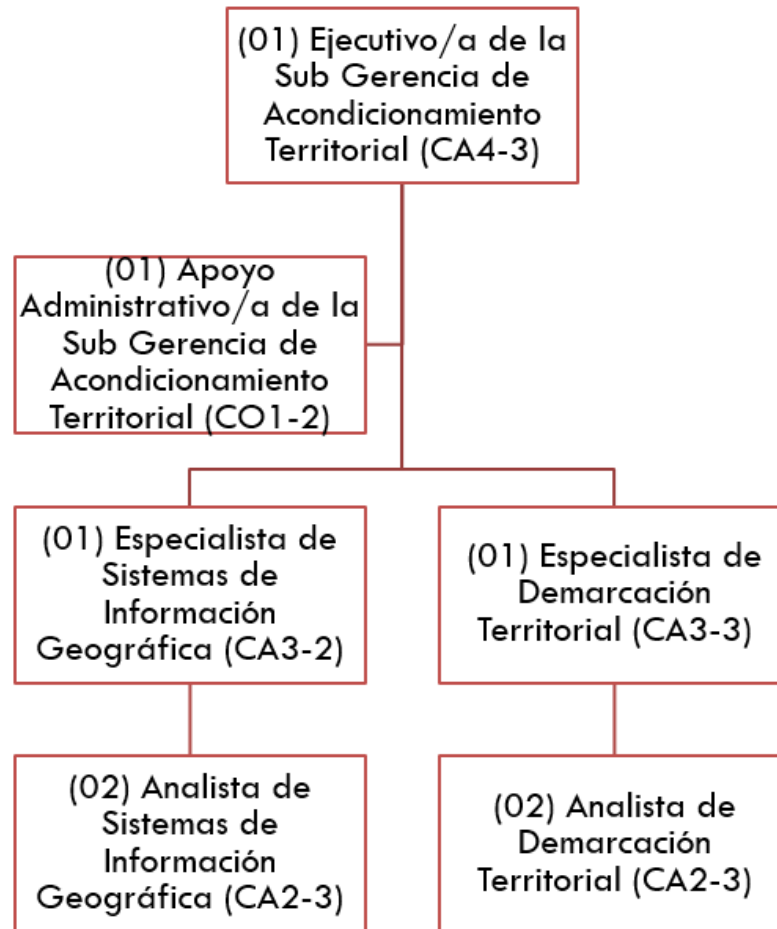 (01) Ejecutivo/a de la
Sub Gerencia de
Acondicionamiento
Territorial (CA4-3)
(01) Apoyo
Administrativo/a de la
Sub Gerencia de
Acondicionamiento
Territorial (CO1-2)
(01) Especialista de
Sistemas de
Información
Geográfica (CA3-2)
(01) Especialista de
Demarcación
Territorial (CA3-3)
(02) Analista de
Sistemas de
Información
Geográfica (CA2-3)
(02) Analista de
Demarcación
Territorial (CA2-3)